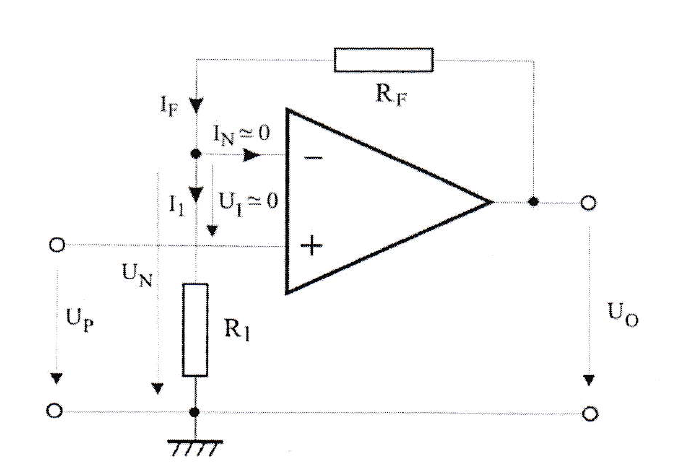 R_F
I_F
I_N ≃ 0
−
I_1
U_I ≃ 0
+
U_N
U_P
R_1
U_O